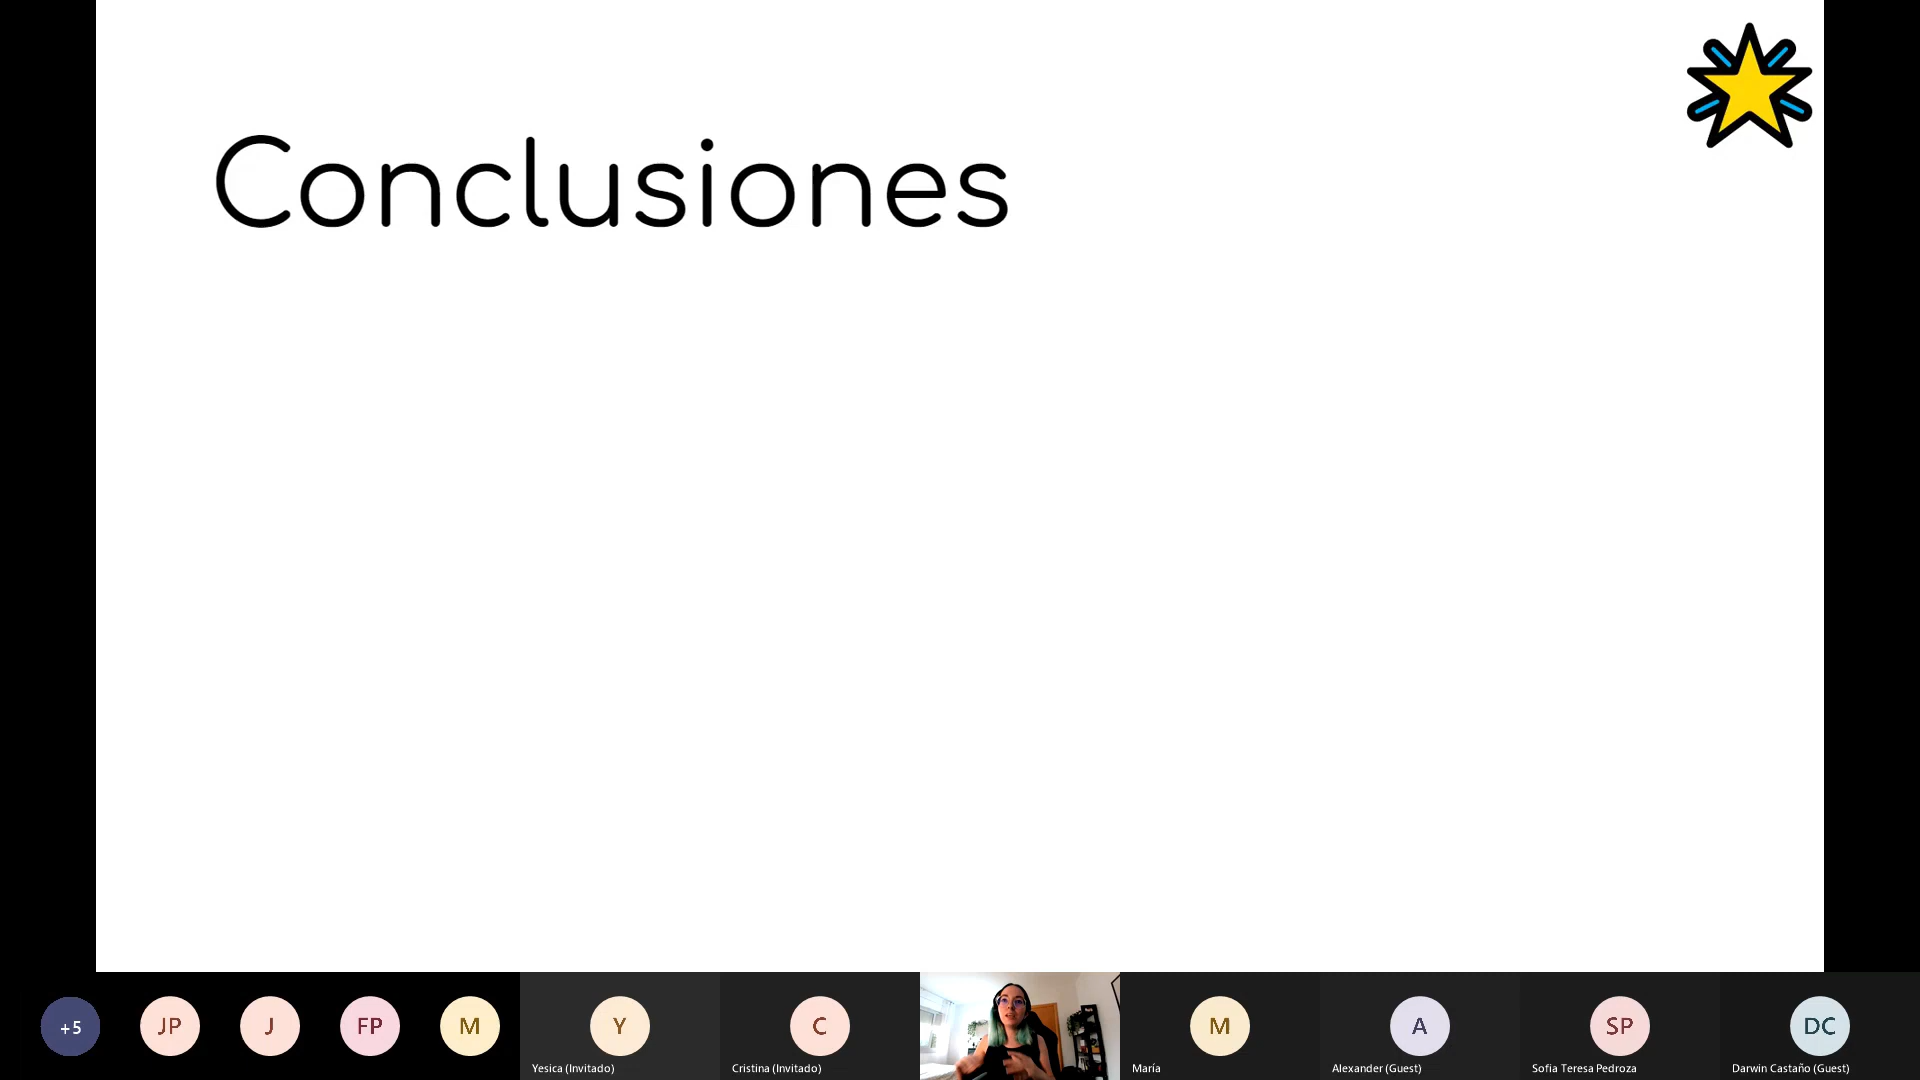 Conclusiones
+5
JP
J
FP
M
Y
C
M
A
SP
DC
Yesica (Invitado)
Cristina (Invitado)
María
Alexander (Guest)
Sofia Teresa Pedroza
Darwin Castaño (Guest)